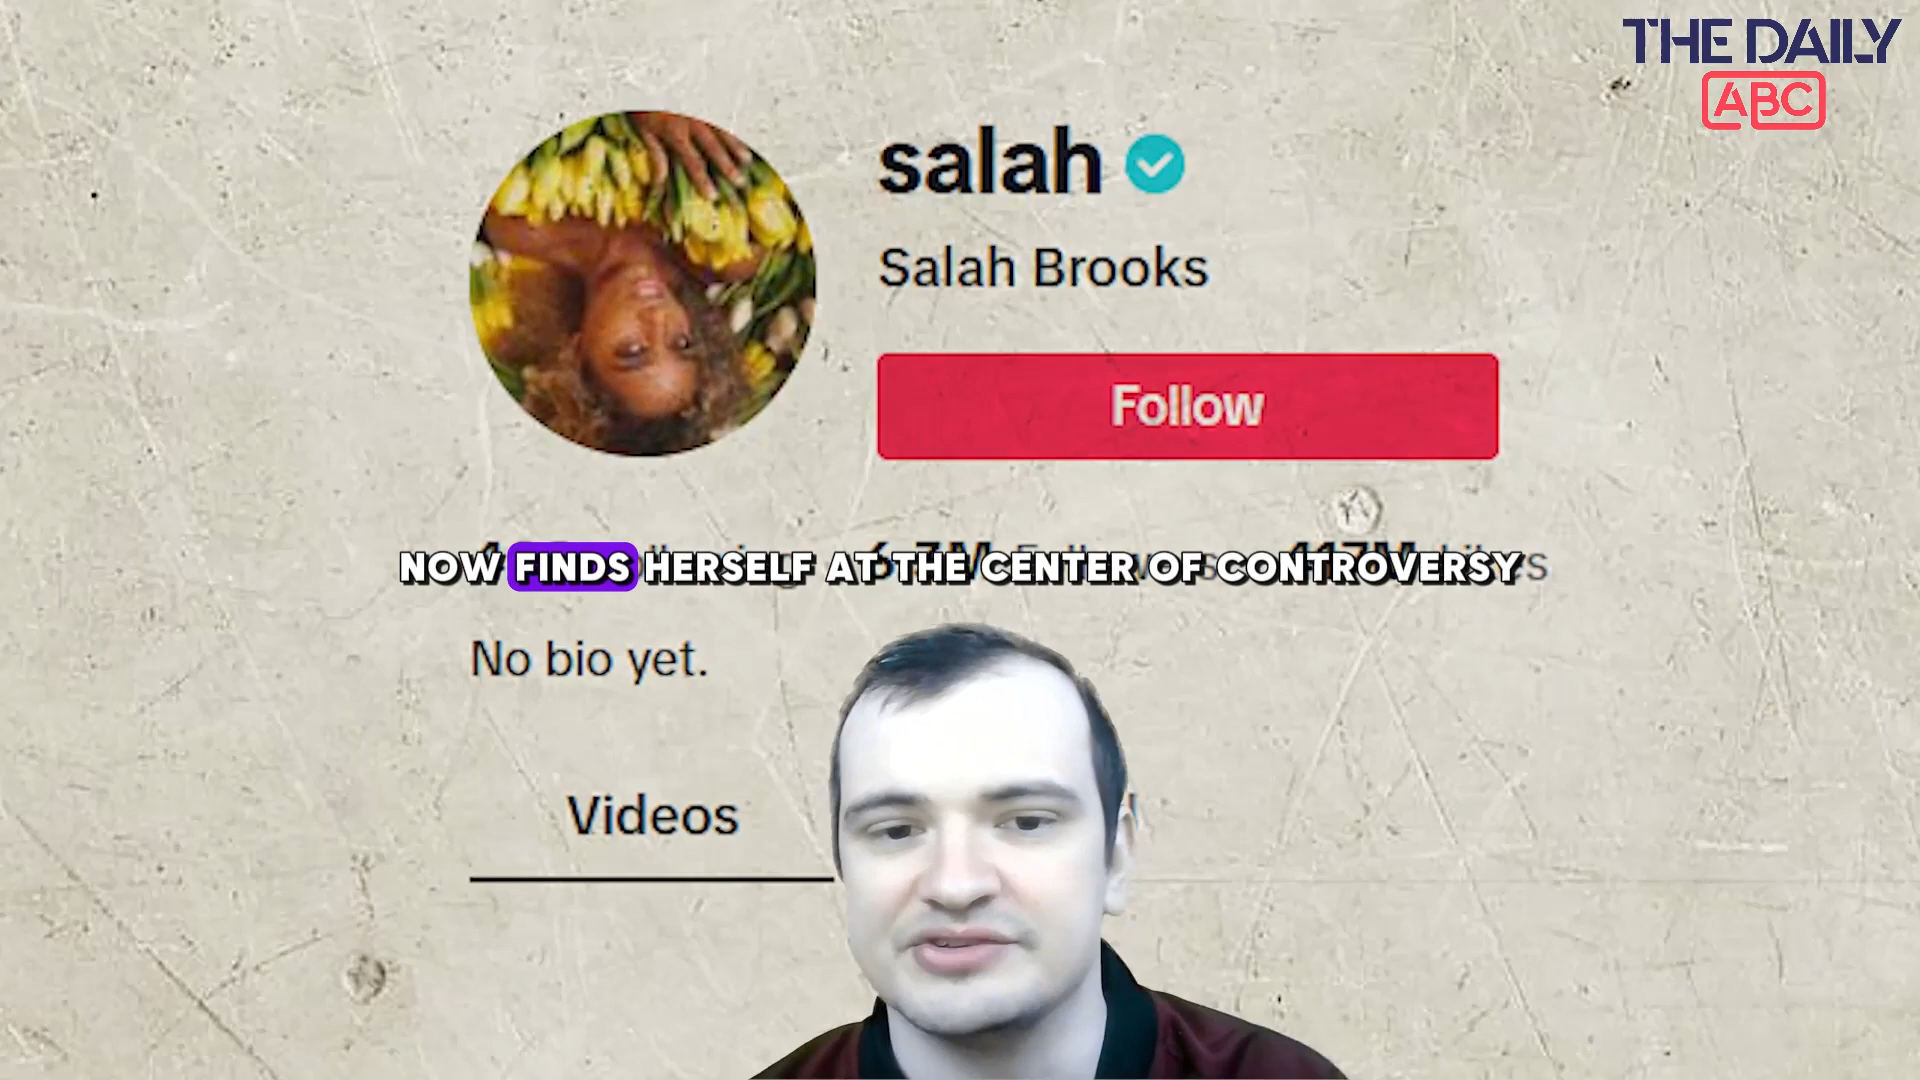 THE DAILY
ABC
salah
Salah Brooks
Follow
NOW FINDS HERSELF AT THE CENTER OF CONTROVERSY
No bio yet.
Videos